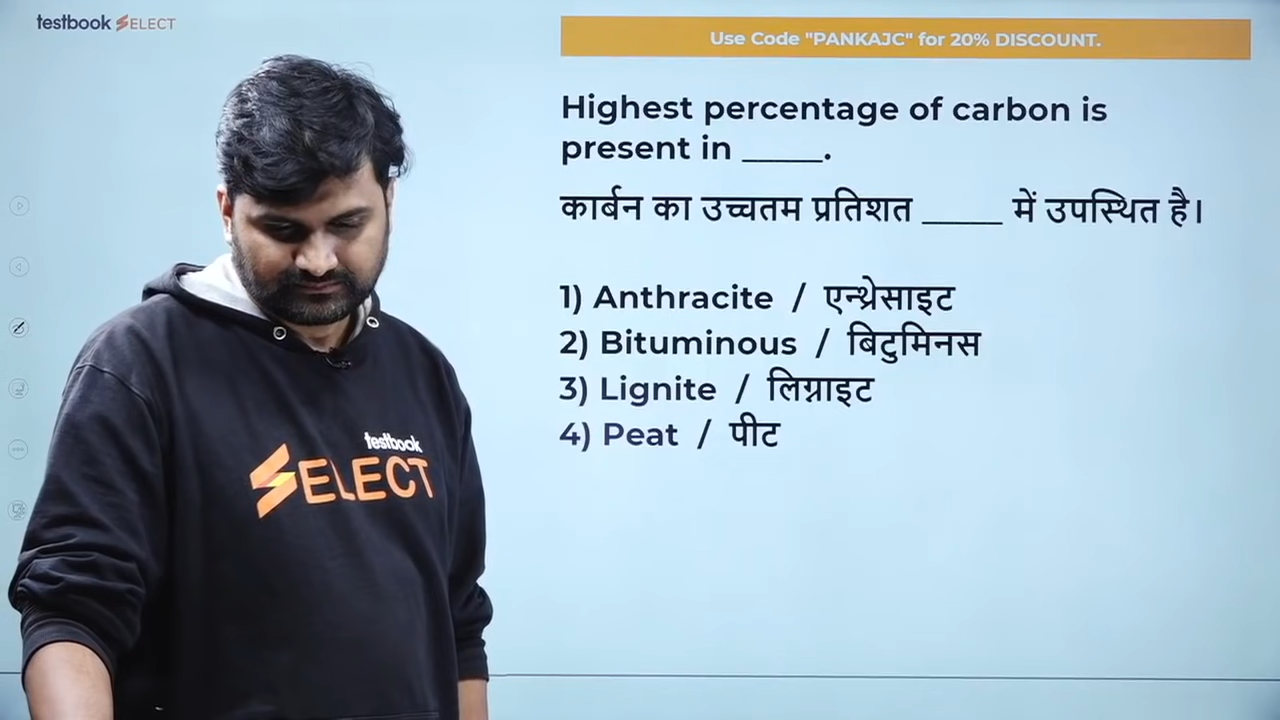 testbook SELECT
Use Code "PANKAJC" for 20% DISCOUNT.
Highest percentage of carbon is
present in _____.
कार्बन का उच्चतम प्रतिशत _____ में उपस्थित है।
1) Anthracite / एन्थ्रेसाइट
2) Bituminous / बिटुमिनस
3) Lignite / लिग्नाइट
4) Peat / पीट
testbook
SELECT